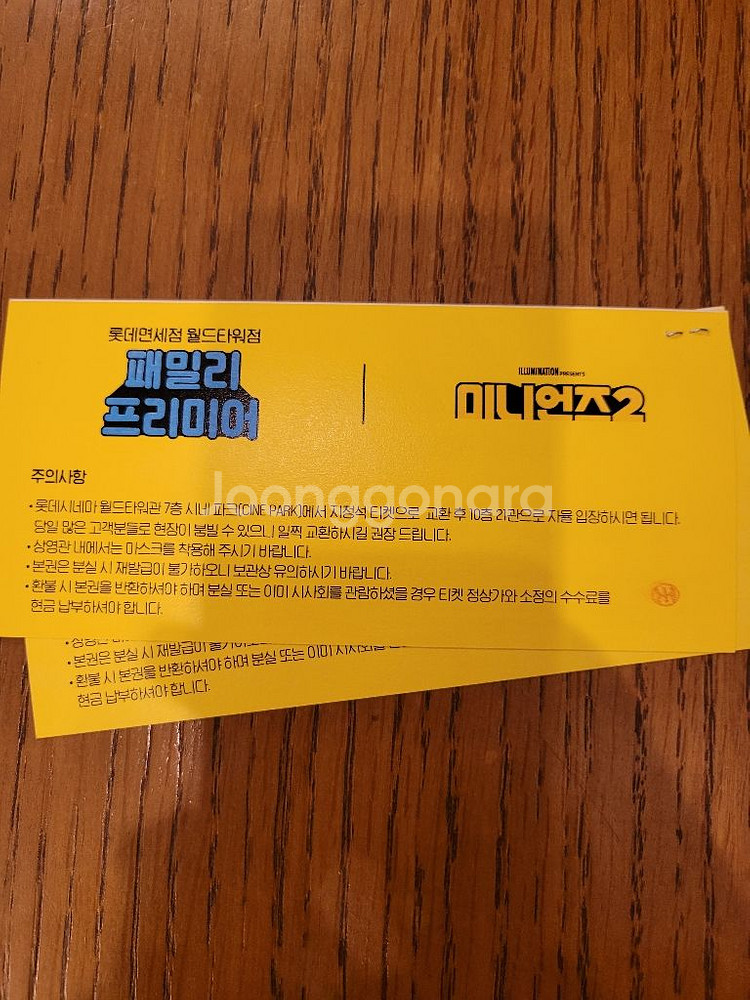 롯데면세점 월드타워점
패밀리
프리미어
ILLUMINATION PRESENTS
미니언즈2
주의사항
joonggonara
• 롯데시네마 월드타워관 7층 시네 파크(CINE PARK)에서 지정석 티켓으로 교환 후 10층 21관으로 자율 입장하시면 됩니다.
당일 많은 고객분들로 현장이 붐빌 수 있으니 일찍 교환하시길 권장 드립니다.
• 상영관 내에서는 마스크를 착용해 주시기 바랍니다.
• 본권은 분실 시 재발급이 불가하오니 보관상 유의하시기 바랍니다.
• 환불 시 본권을 반환하셔야 하며 분실 또는 이미 시사회를 관람하셨을 경우 티켓 정상가와 소정의 수수료를
현금 납부하셔야 합니다.
• 상영관
• 본권은 분실 시 재발급이 불가하오니
• 환불 시 본권을 반환하셔야 하며 분실 또는 이미 시사회를
현금 납부하셔야 합니다.